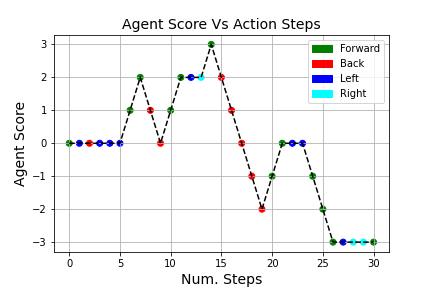 Agent Score Vs Action Steps
Agent Score
3
2
1
0
−1
−2
−3
Forward
Back
Left
Right
0 5 10 15 20 25 30
Num. Steps